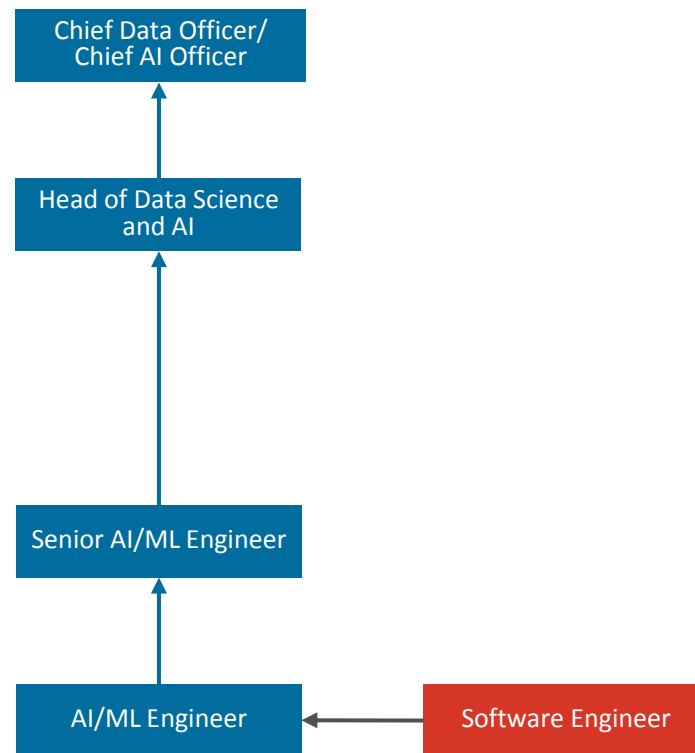 Chief Data Officer/
Chief AI Officer
Head of Data Science
and AI
Senior AI/ML Engineer
AI/ML Engineer
Software Engineer